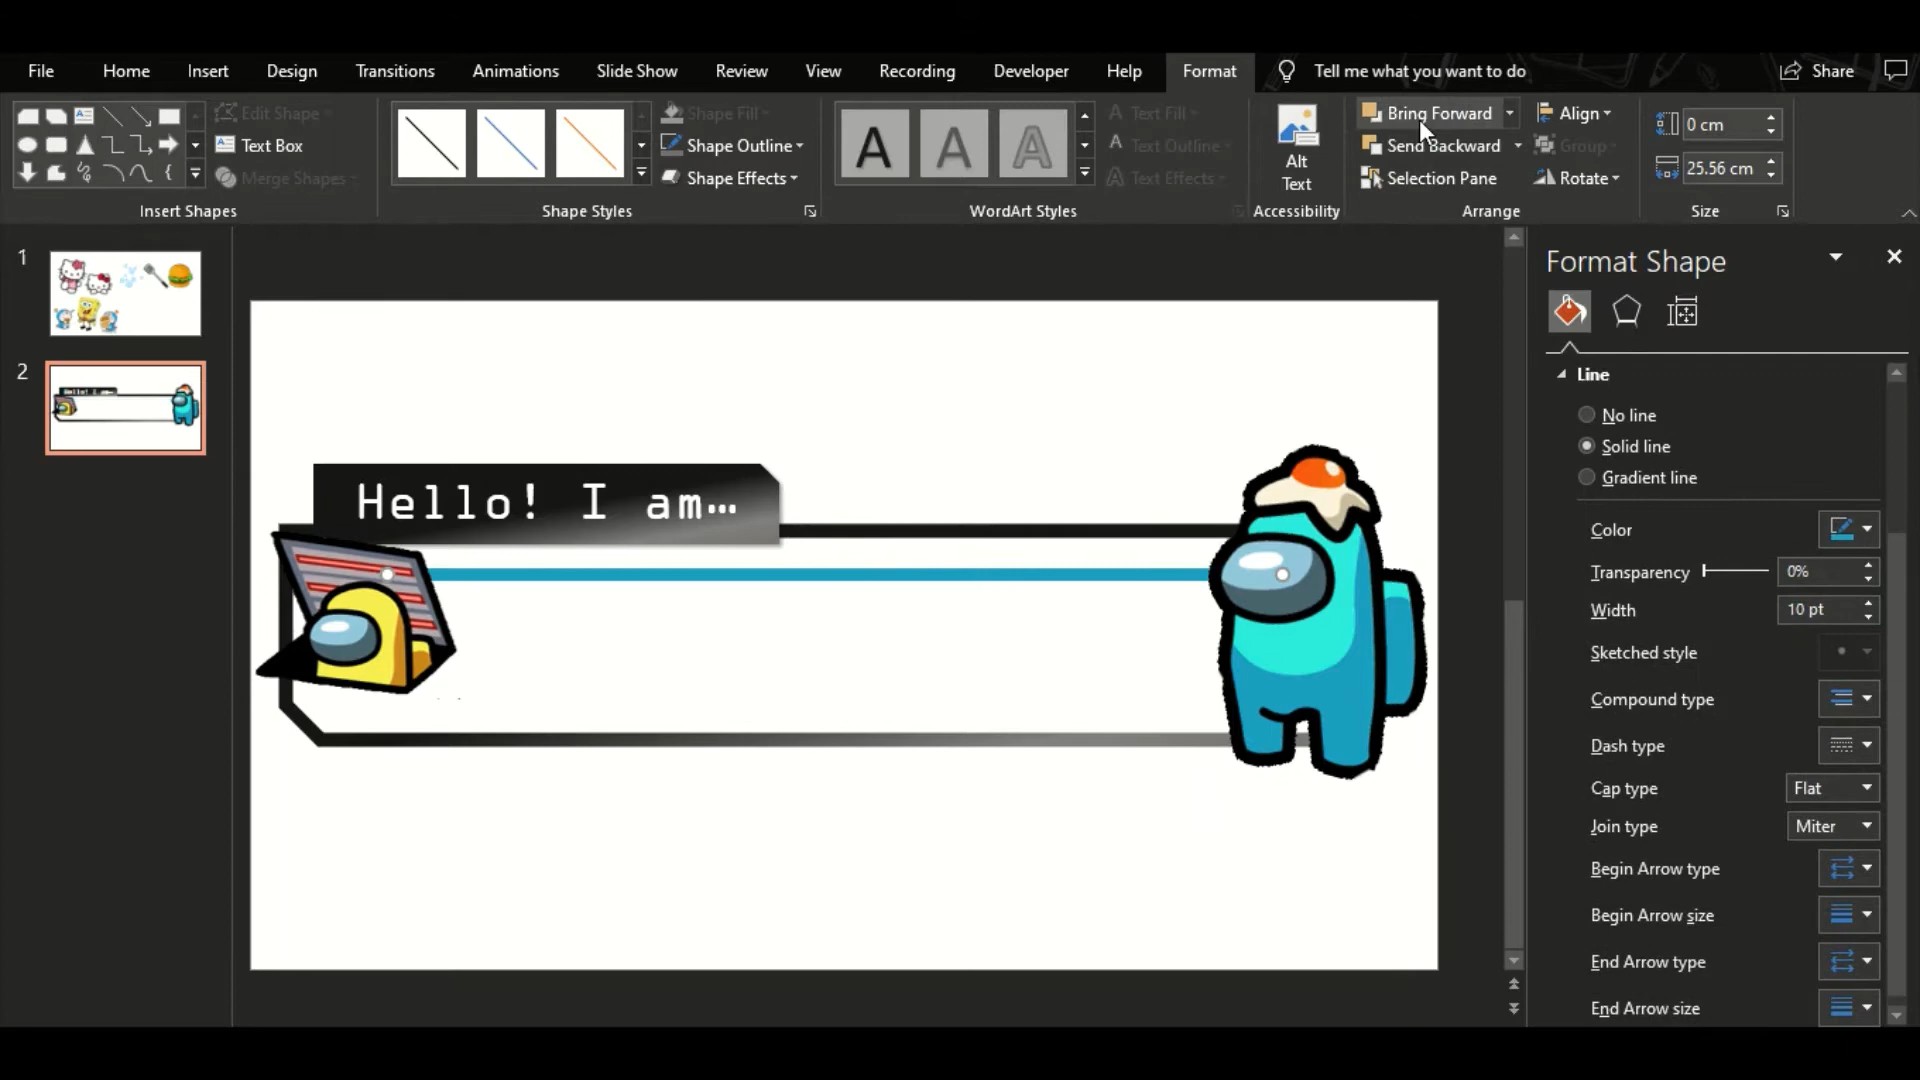 File Home Insert Design Transitions Animations Slide Show Review View Recording Developer Help Format Tell me what you want to do Share
Edit Shape
Text Box
Merge Shapes
Insert Shapes
Shape Fill
Shape Outline
Shape Effects
Shape Styles
A A A
A Text Fill
A Text Outline
A Text Effects
WordArt Styles
Alt
Text
Accessibility
Bring Forward
Send Backward
Selection Pane
Align
Group
Rotate
Arrange
0 cm
25.56 cm
Size
1
2
Hello! I am…
Format Shape
Line
No line
Solid line
Gradient line
Color
Transparency 0%
Width 10 pt
Sketched style
Compound type
Dash type
Cap type Flat
Join type Miter
Begin Arrow type
Begin Arrow size
End Arrow type
End Arrow size